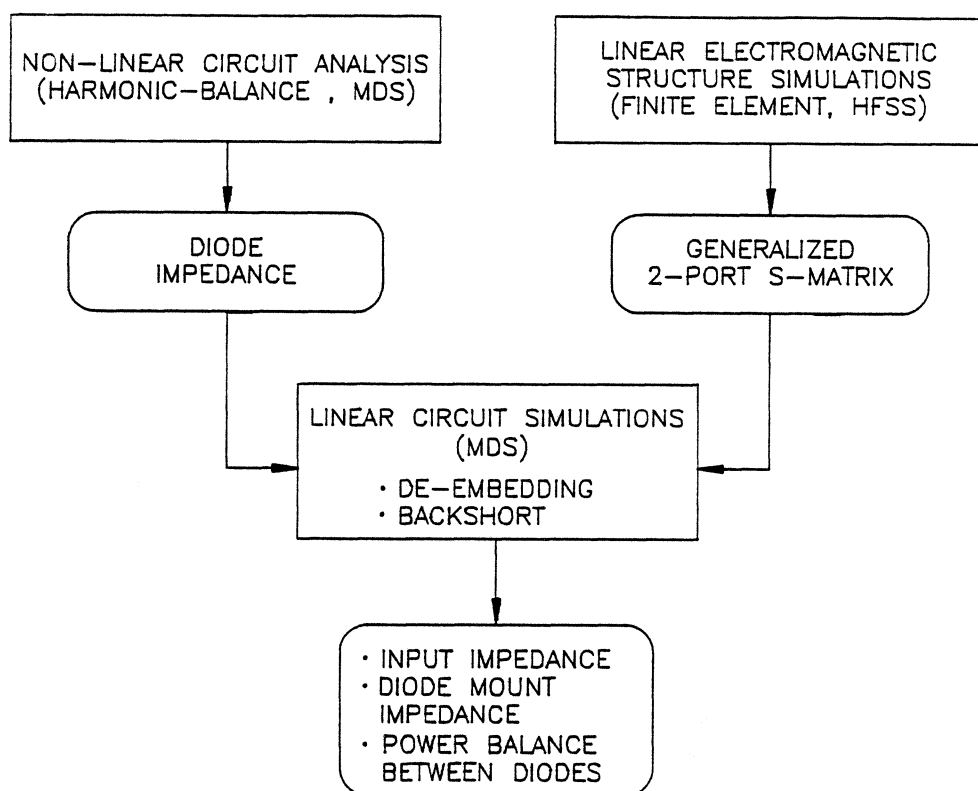 NON-LINEAR CIRCUIT ANALYSIS
(HARMONIC-BALANCE , MDS)
LINEAR ELECTROMAGNETIC
STRUCTURE SIMULATIONS
(FINITE ELEMENT, HFSS)
DIODE
IMPEDANCE
GENERALIZED
2-PORT S-MATRIX
LINEAR CIRCUIT SIMULATIONS
(MDS)
· DE-EMBEDDING
· BACKSHORT
· INPUT IMPEDANCE
· DIODE MOUNT
IMPEDANCE
· POWER BALANCE
BETWEEN DIODES